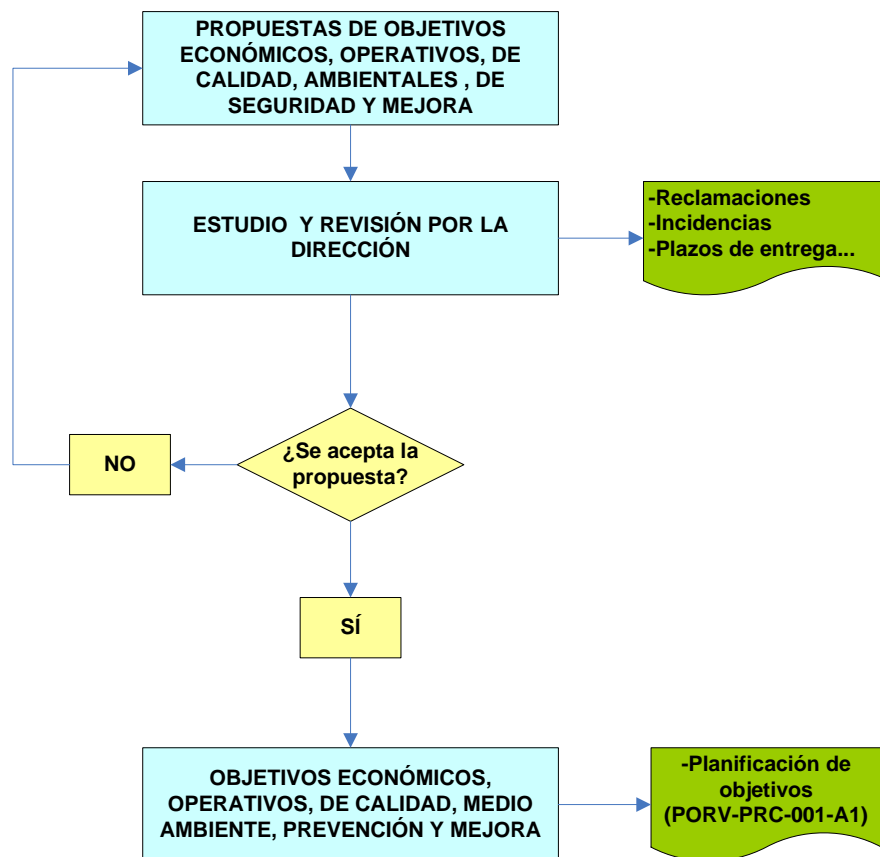 PROPUESTAS DE OBJETIVOS
ECONÓMICOS, OPERATIVOS, DE
CALIDAD, AMBIENTALES , DE
SEGURIDAD Y MEJORA
ESTUDIO Y REVISIÓN POR LA
DIRECCIÓN
-Reclamaciones
-Incidencias
-Plazos de entrega...
¿Se acepta la
propuesta?
NO
SÍ
OBJETIVOS ECONÓMICOS,
OPERATIVOS, DE CALIDAD, MEDIO
AMBIENTE, PREVENCIÓN Y MEJORA
-Planificación de
objetivos
(PORV-PRC-001-A1)